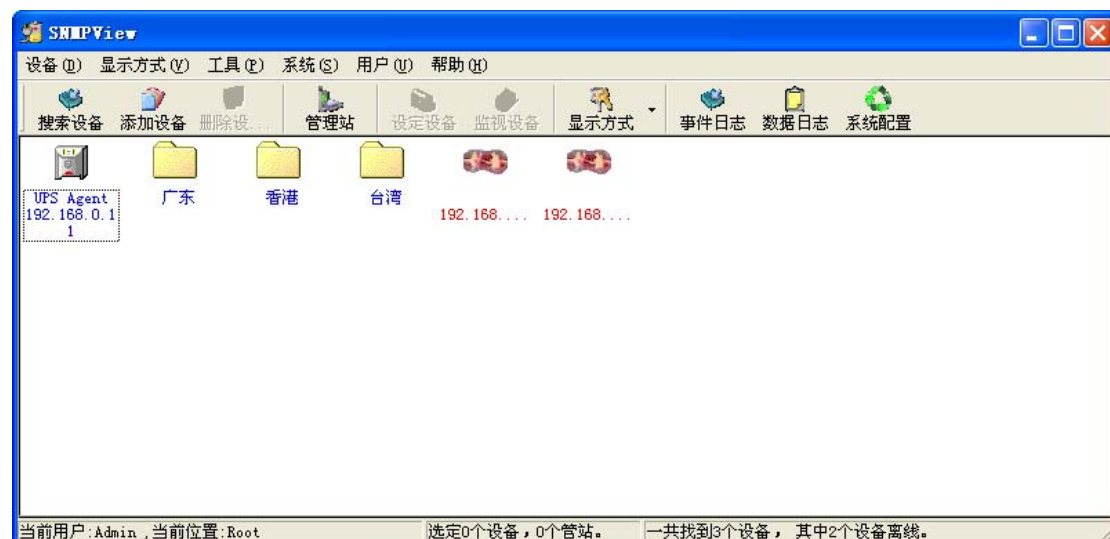 SNMPView
设备(D) 显示方式(V) 工具(P) 系统(S) 用户(U) 帮助(H)
搜索设备 添加设备 删除设... 管理站 设定设备 监视设备 显示方式 事件日志 数据日志 系统配置
UPS Agent 广东 香港 台湾
192.168.0.1 192.168.... 192.168....
1
当前用户:Admin ,当前位置:Root 选定0个设备，0个管站。 一共找到3个设备， 其中2个设备离线。